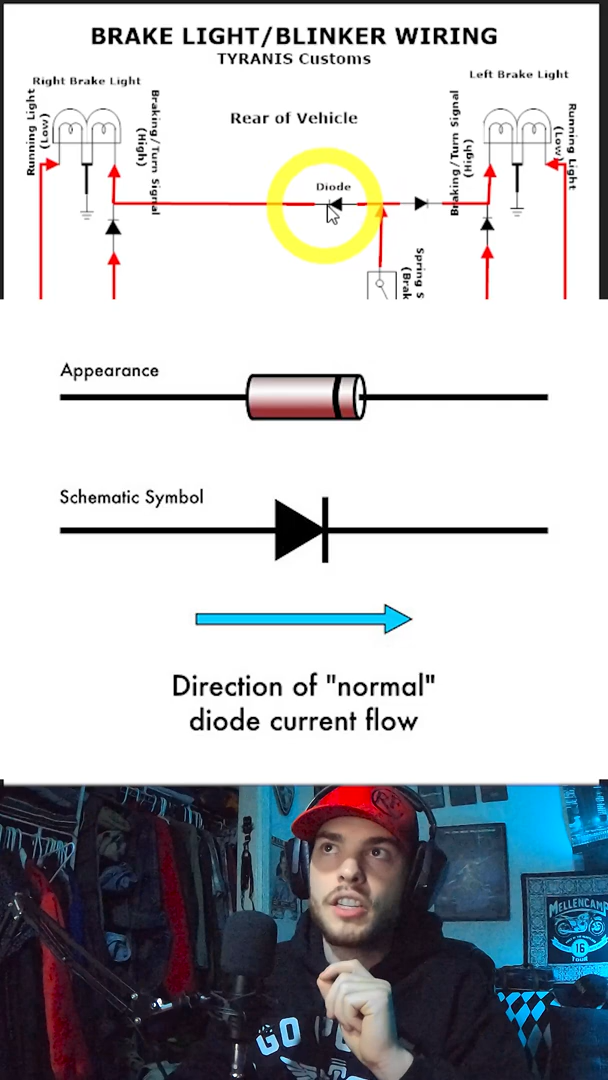 BRAKE LIGHT/BLINKER WIRING
TYRANIS Customs
Right Brake Light
Left Brake Light
Running Light
(Low)
Braking/Turn Signal
(High)
Rear of Vehicle
Braking/Turn Signal
(High)
Running Light
(Low)
Diode
Spring S
(Brak
Appearance
Schematic Symbol
Direction of "normal"
diode current flow
MELLENCAMP
16
Tour
GO